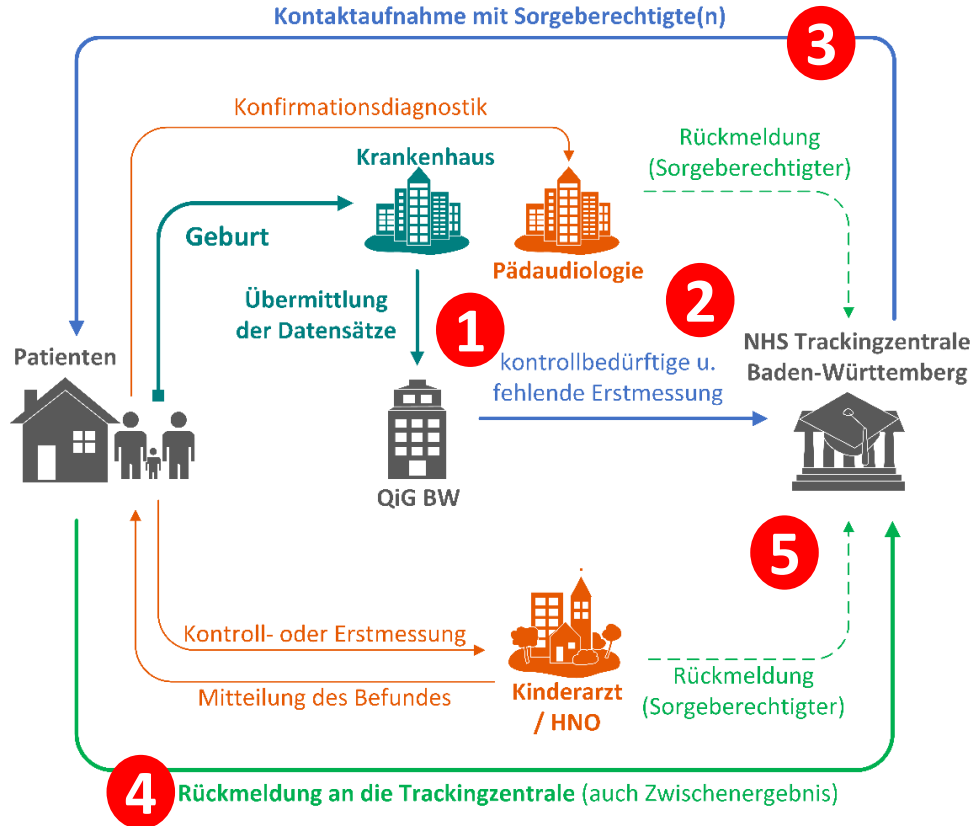 Kontaktaufnahme mit Sorgeberechtigte(n)
3
Konfirmationsdiagnostik
Krankenhaus
Rückmeldung
(Sorgeberechtigter)
Geburt
Pädaudiologie
Übermittlung
der Datensätze
1
2
Patienten
kontrollbedürftige u.
fehlende Erstmessung
NHS Trackingzentrale
Baden-Württemberg
QiG BW
5
Kontroll- oder Erstmessung
Mitteilung des Befundes
Kinderarzt
/ HNO
Rückmeldung
(Sorgeberechtigter)
4
Rückmeldung an die Trackingzentrale (auch Zwischenergebnis)